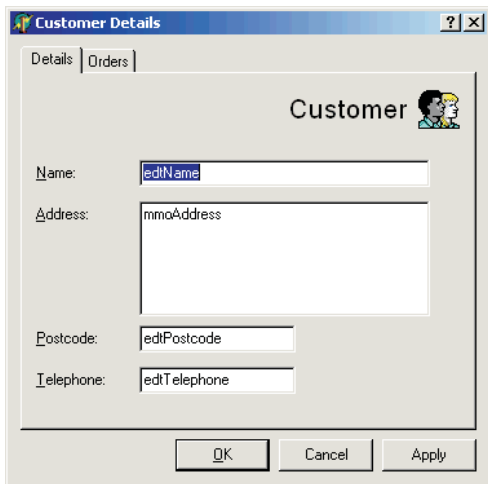 Customer Details ? ×
Details Orders
Customer
Name: edtName
Address: mmoAddress
Postcode: edtPostcode
Telephone: edtTelephone
OK Cancel Apply